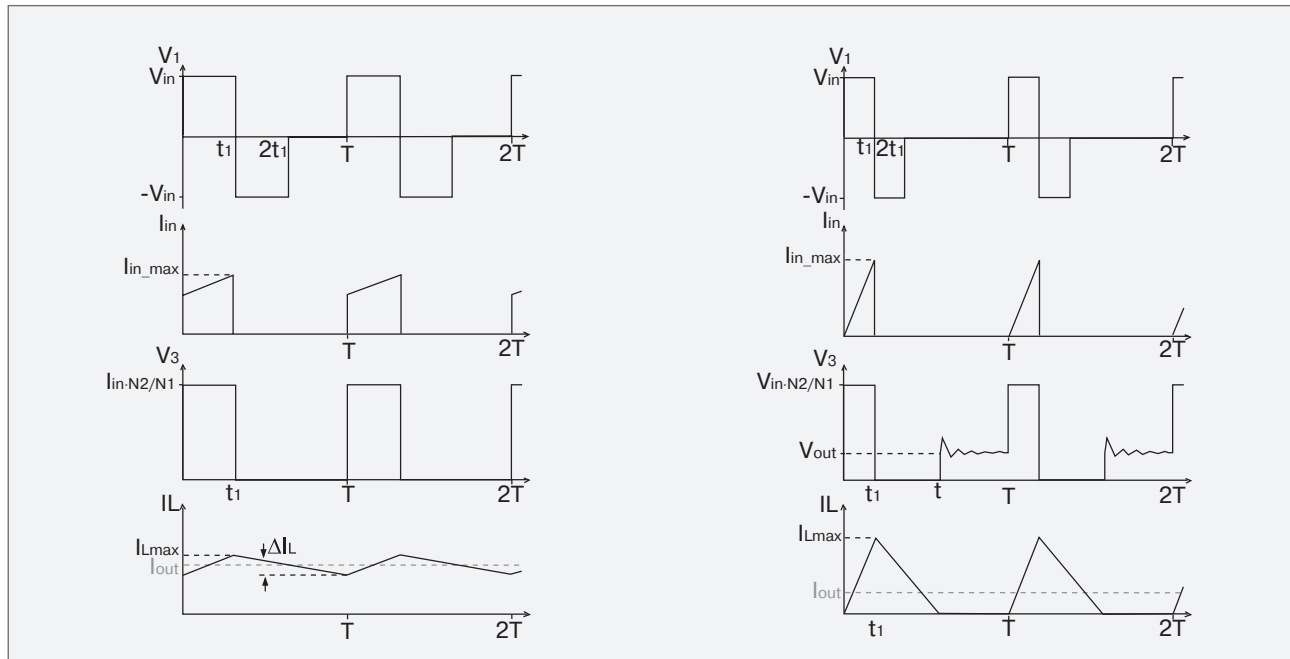 V1
Vin
t1 2t1 T 2T
-Vin
Iin
Iin_max
T 2T
V3
Iin·N2/N1
t1 T 2T
IL
ILmax
ΔIL
Iout
T 2T
V1
Vin
t1 2t1 T 2T
-Vin
Iin
Iin_max
T 2T
V3
Vin·N2/N1
Vout
t1 t T 2T
IL
ILmax
Iout
t1 T 2T